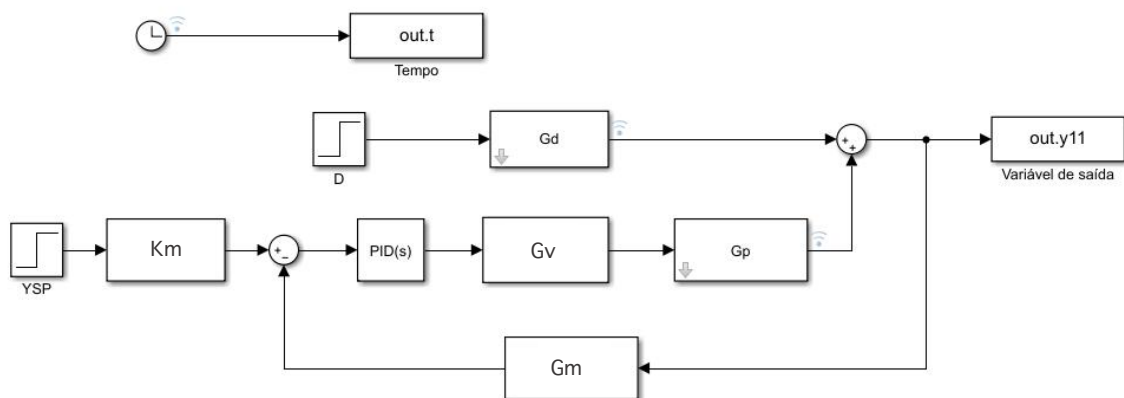 out.t
Tempo
Gd
D
out.y11
Variável de saída
Km
PID(s)
Gv
Gp
YSP
Gm